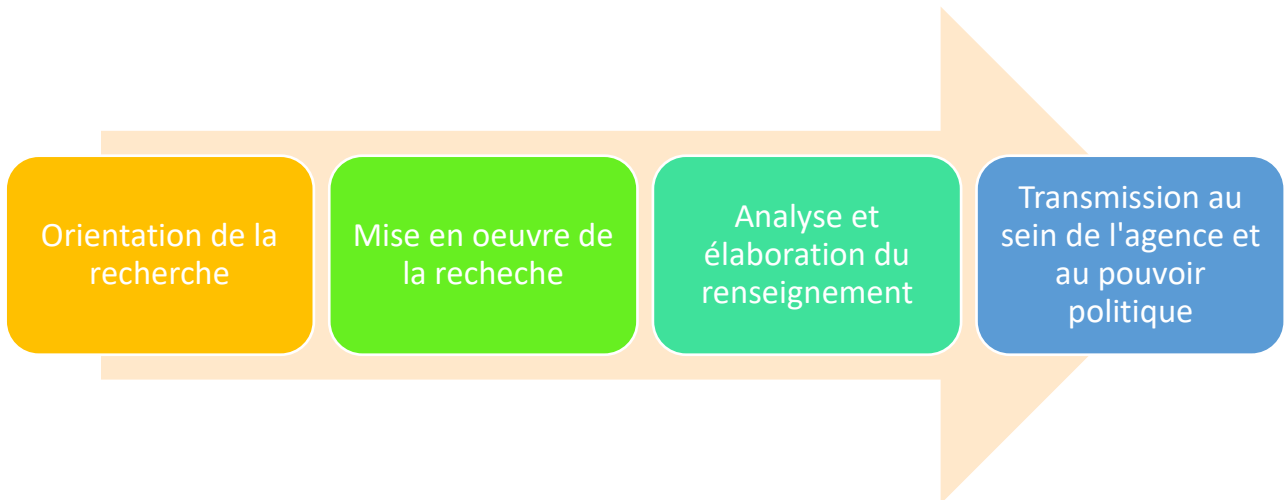 Orientation de la
recherche
Mise en oeuvre de
la recheche
Analyse et
élaboration du
renseignement
Transmission au
sein de l'agence et
au pouvoir
politique